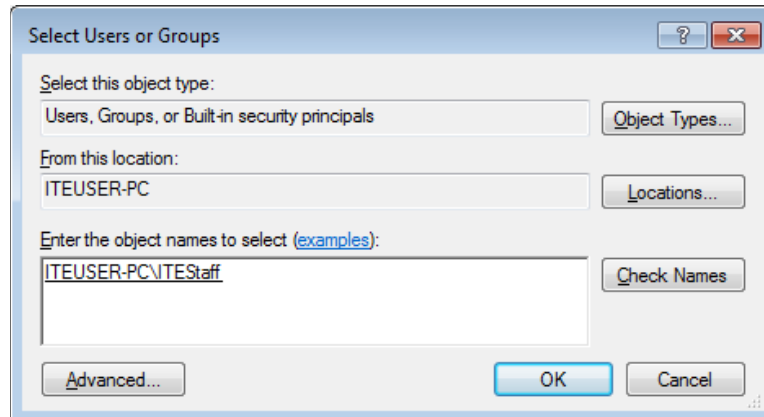 Select Users or Groups
Select this object type:
Users, Groups, or Built-in security principals
Object Types...
From this location:
ITEUSER-PC
Locations...
Enter the object names to select (examples):
ITEUSER-PC\ITEStaff
Check Names
Advanced...
OK
Cancel